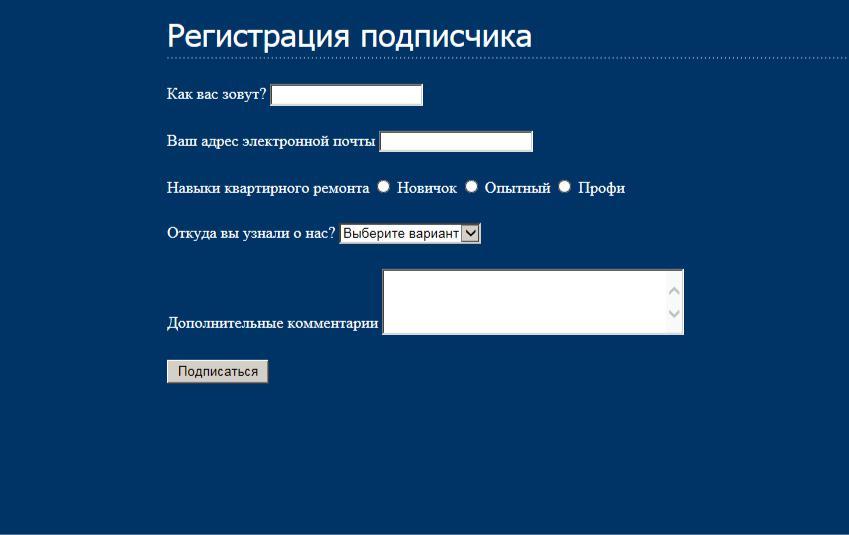 Регистрация подписчика
Как вас зовут?
Ваш адрес электронной почты
Навыки квартирного ремонта Новичок Опытный Профи
Откуда вы узнали о нас? Выберите вариант
Дополнительные комментарии
Подписаться